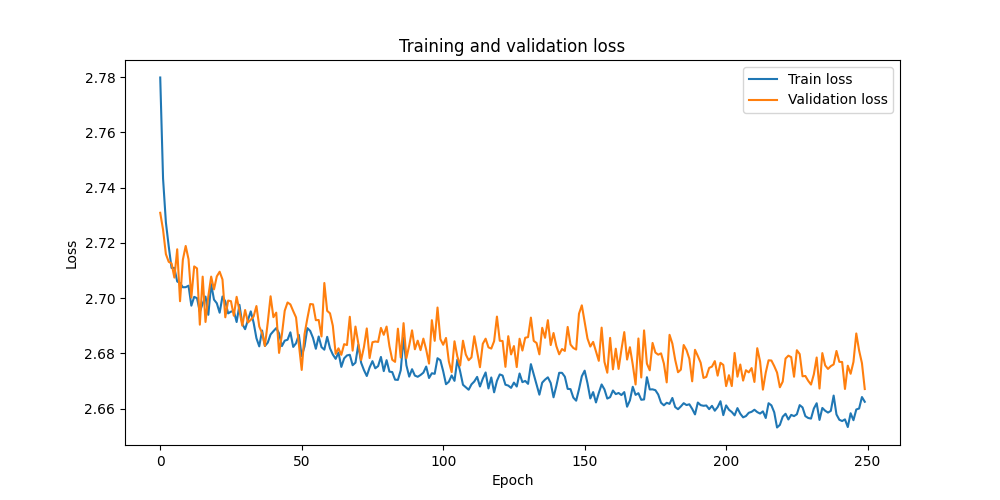 Training and validation loss
Train loss
Validation loss
2.78
2.76
2.74
2.72
2.70
2.68
2.66
Loss
0
50
100
150
200
250
Epoch